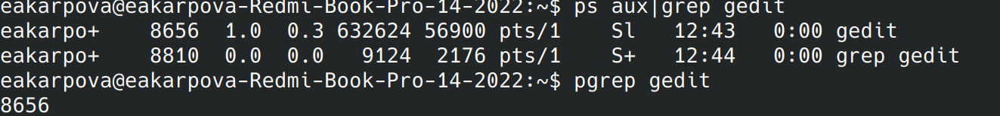 eakarpova@eakarpova-Redmi-Book-Pro-14-2022:~$ ps aux|grep gedit
eakarpo+    8656  1.0  0.3 632624 56900 pts/1    Sl   12:43   0:00 gedit
eakarpo+    8810  0.0  0.0   9124  2176 pts/1    S+   12:44   0:00 grep gedit
eakarpova@eakarpova-Redmi-Book-Pro-14-2022:~$ pgrep gedit
8656